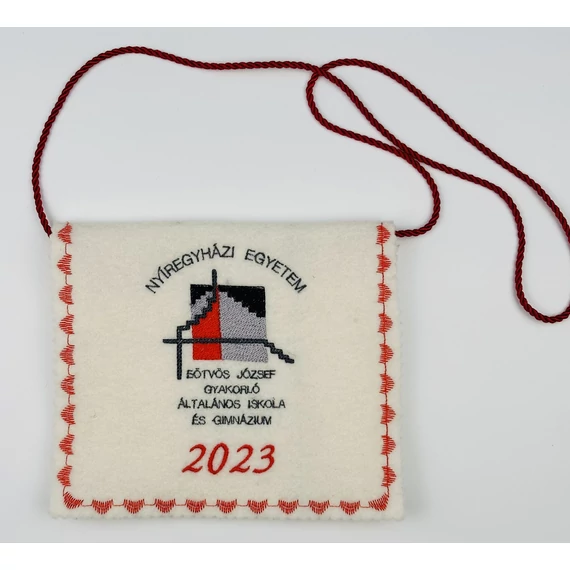 NYÍREGYHÁZI EGYETEM
EÖTVÖS JÓZSEF
GYAKORLÓ
ÁLTALÁNOS ISKOLA
ÉS GIMNÁZIUM
2023